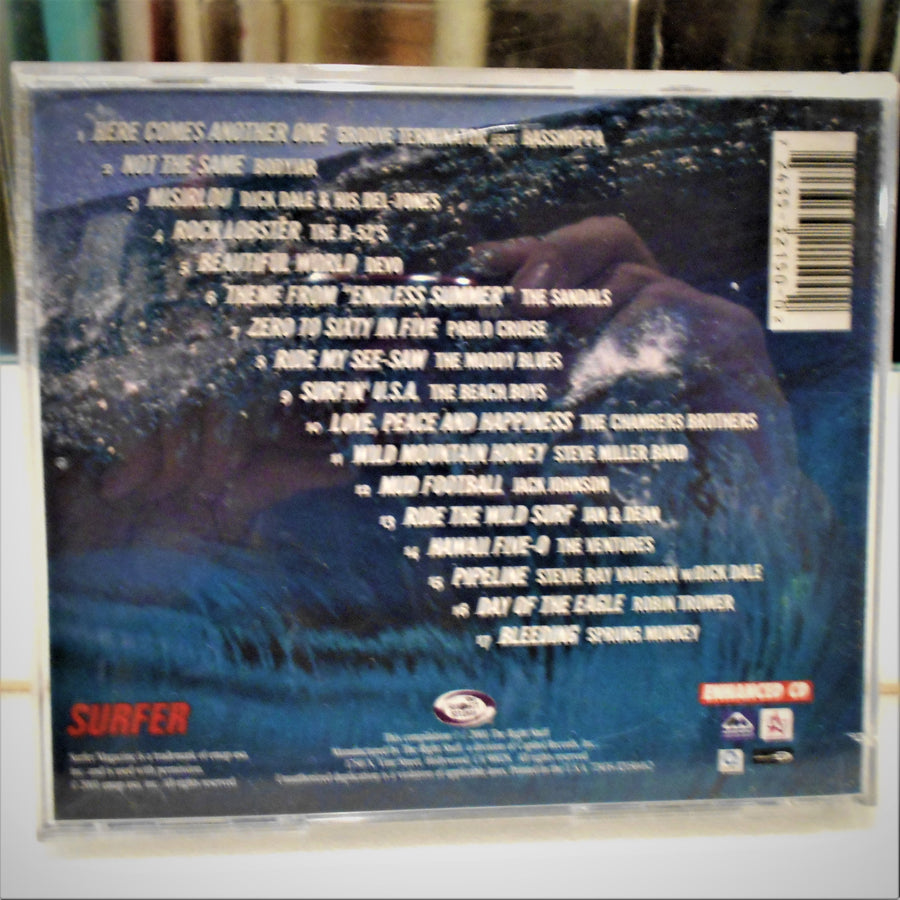 1 HERE COMES ANOTHER ONE GROOVE TERMINATOR FEAT. BASSHOPPA
2 NOT THE SAME BODYJAR
3 MISIRLOU DICK DALE & HIS DEL-TONES
4 ROCK LOBSTER THE B-52'S
5 BEAUTIFUL WORLD DEVO
6 THEME FROM "ENDLESS SUMMER" THE SANDALS
7 ZERO TO SIXTY IN FIVE PABLO CRUISE
8 RIDE MY SEE-SAW THE MOODY BLUES
9 SURFIN' U.S.A. THE BEACH BOYS
10 LOVE, PEACE AND HAPPINESS THE CHAMBERS BROTHERS
11 WILD MOUNTAIN HONEY STEVE MILLER BAND
12 MUD FOOTBALL JACK JOHNSON
13 RIDE THE WILD SURF JAN & DEAN
14 HAWAII FIVE-O THE VENTURES
15 PIPELINE STEVIE RAY VAUGHAN w/DICK DALE
16 DAY OF THE EAGLE ROBIN TROWER
17 BLEEDING SPRUNG MONKEY
ENHANCED CD
SURFER